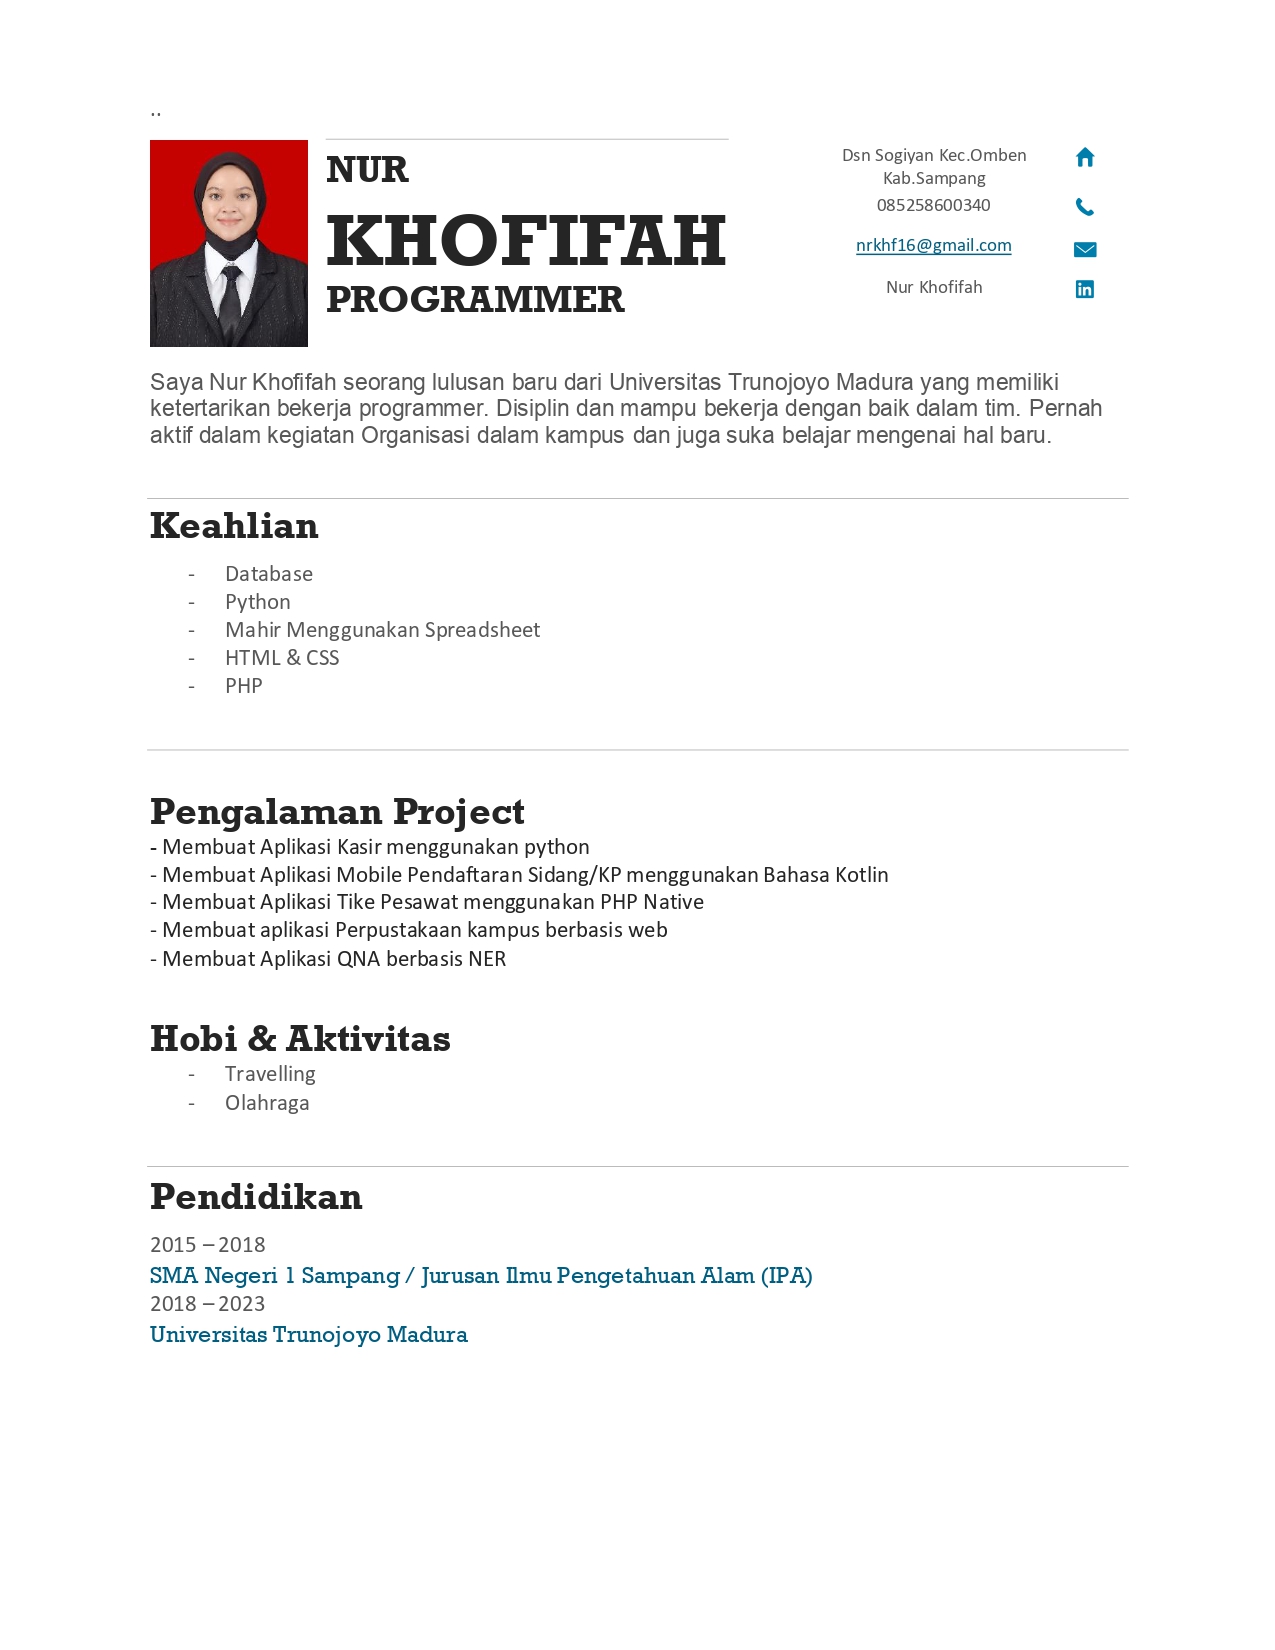 ..
NUR
KHOFIFAH
PROGRAMMER
Dsn Sogiyan Kec.Omben
Kab.Sampang
085258600340
nrkhf16@gmail.com
Nur Khofifah
Saya Nur Khofifah seorang lulusan baru dari Universitas Trunojoyo Madura yang memiliki
ketertarikan bekerja programmer. Disiplin dan mampu bekerja dengan baik dalam tim. Pernah
aktif dalam kegiatan Organisasi dalam kampus dan juga suka belajar mengenai hal baru.
Keahlian
- Database
- Python
- Mahir Menggunakan Spreadsheet
- HTML & CSS
- PHP
Pengalaman Project
- Membuat Aplikasi Kasir menggunakan python
- Membuat Aplikasi Mobile Pendaftaran Sidang/KP menggunakan Bahasa Kotlin
- Membuat Aplikasi Tike Pesawat menggunakan PHP Native
- Membuat aplikasi Perpustakaan kampus berbasis web
- Membuat Aplikasi QNA berbasis NER
Hobi & Aktivitas
- Travelling
- Olahraga
Pendidikan
2015 – 2018
SMA Negeri 1 Sampang / Jurusan Ilmu Pengetahuan Alam (IPA)
2018 – 2023
Universitas Trunojoyo Madura